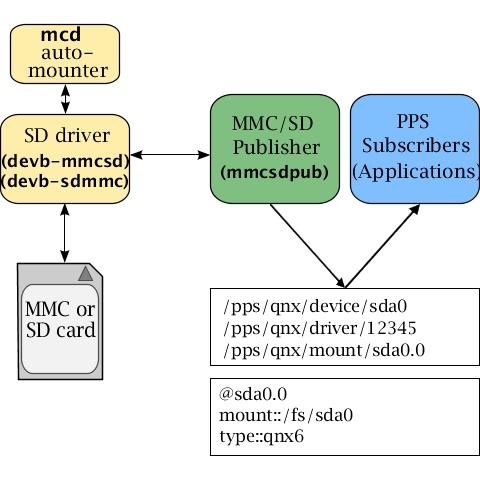 mcd
auto-
mounter
SD driver
(devb-mmcsd)
(devb-sdmmc)
MMC/SD
Publisher
(mmcsdpub)
PPS
Subscribers
(Applications)
MMC or
SD card
/pps/qnx/device/sda0
/pps/qnx/driver/12345
/pps/qnx/mount/sda0.0
@sda0.0
mount::/fs/sda0
type::qnx6